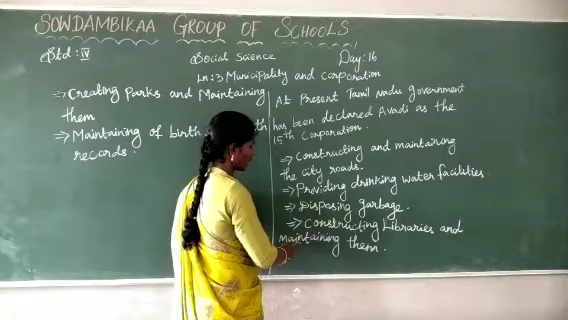 SOWDAMBIKAA GROUP OF SCHOOLS
Std : IV
Social Science
Day: 16
Ln: 3 Municipality and corporation
⇒ Creating Parks and Maintaining
them
⇒ Maintaining of birth
records.
At Present Tamil nadu government
has been declared Avadi as the
15th Corporation.
⇒ Constructing and maintaining
the city roads.
⇒ Providing drinking water facilities.
⇒ Disposing garbage.
⇒ Constructing Libraries and
Maintaining them.